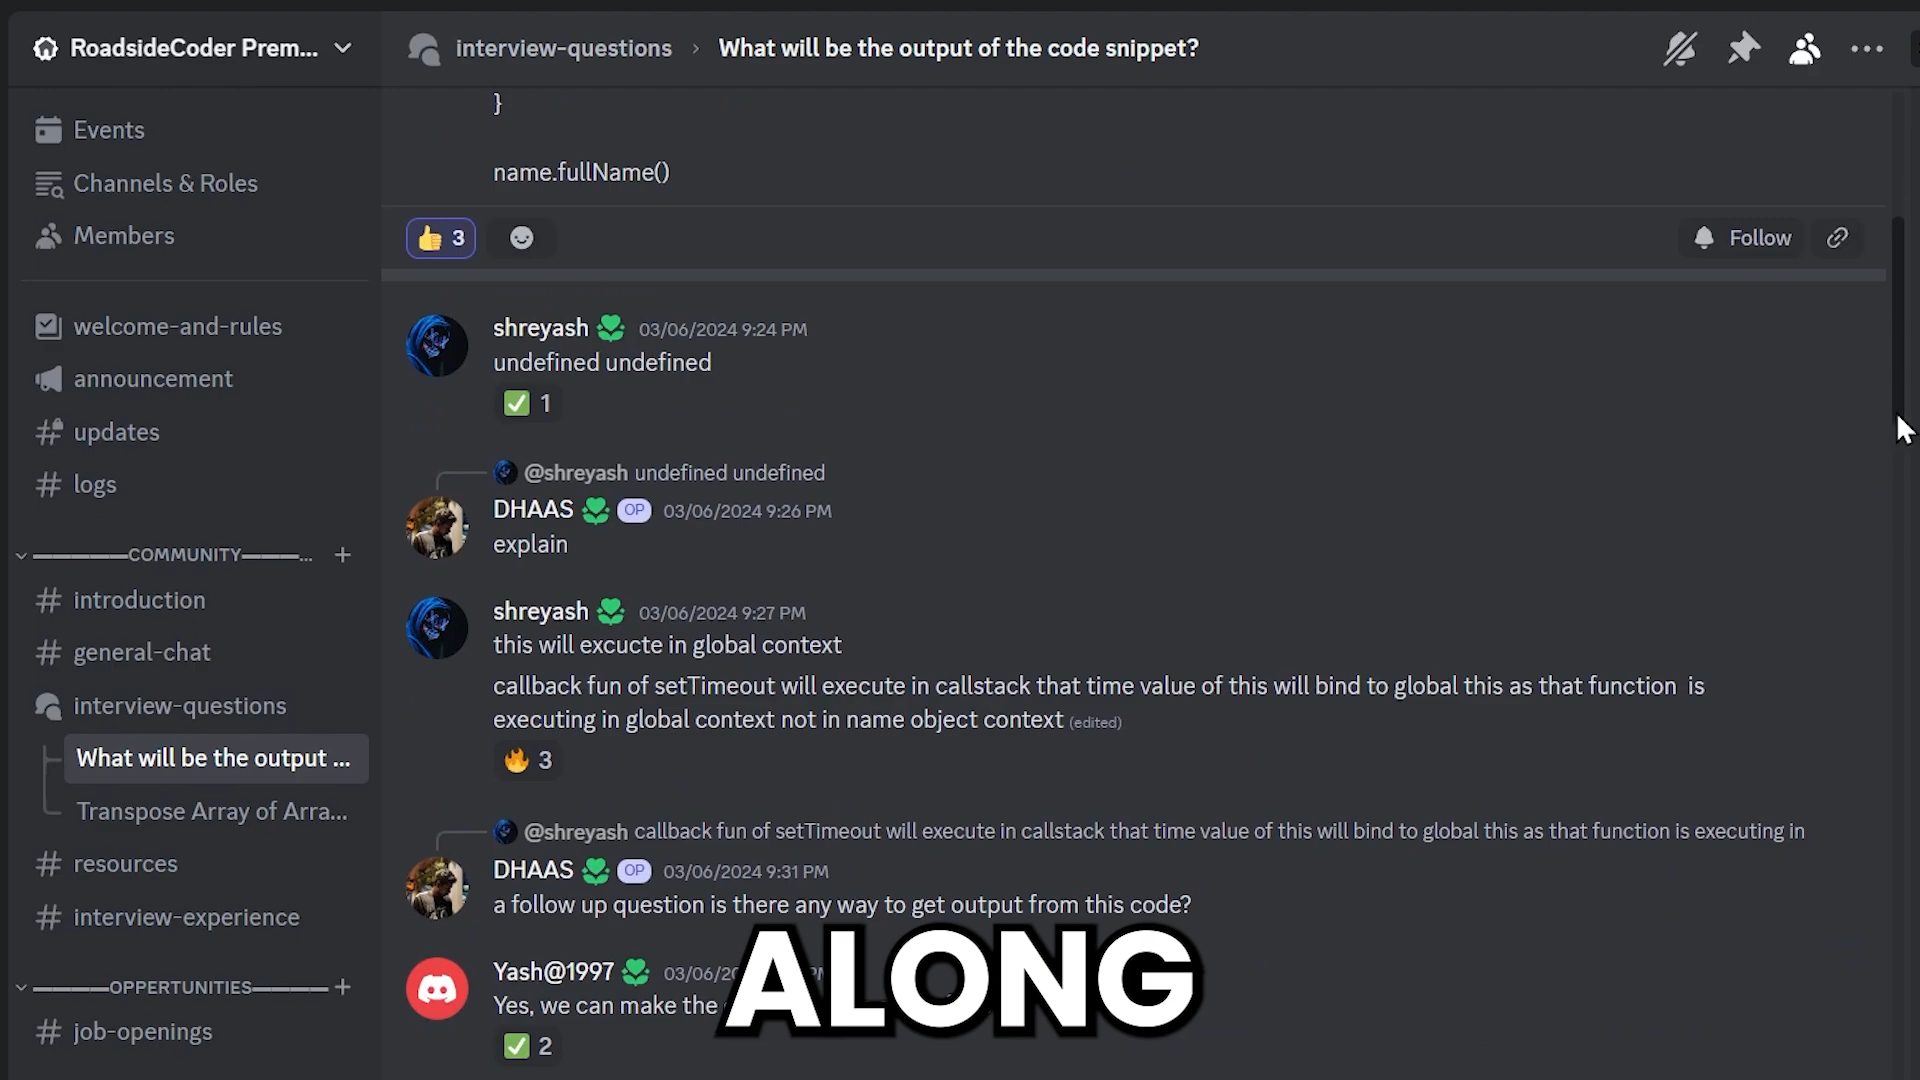 RoadsideCoder Prem...
interview-questions › What will be the output of the code snippet?
Events
Channels & Roles
Members
welcome-and-rules
announcement
updates
logs
COMMUNITY
introduction
general-chat
interview-questions
What will be the output ...
Transpose Array of Arra...
resources
interview-experience
OPPERTUNITIES
job-openings
}
name.fullName()
3
Follow
shreyash 03/06/2024 9:24 PM
undefined undefined
1
@shreyash undefined undefined
DHAAS OP 03/06/2024 9:26 PM
explain
shreyash 03/06/2024 9:27 PM
this will excucte in global context
callback fun of setTimeout will execute in callstack that time value of this will bind to global this as that function is
executing in global context not in name object context (edited)
3
@shreyash callback fun of setTimeout will execute in callstack that time value of this will bind to global this as that function is executing in
DHAAS OP 03/06/2024 9:31 PM
a follow up question is there any way to get output from this code?
Yash@1997 03/06/20
Yes, we can make the
2
ALONG